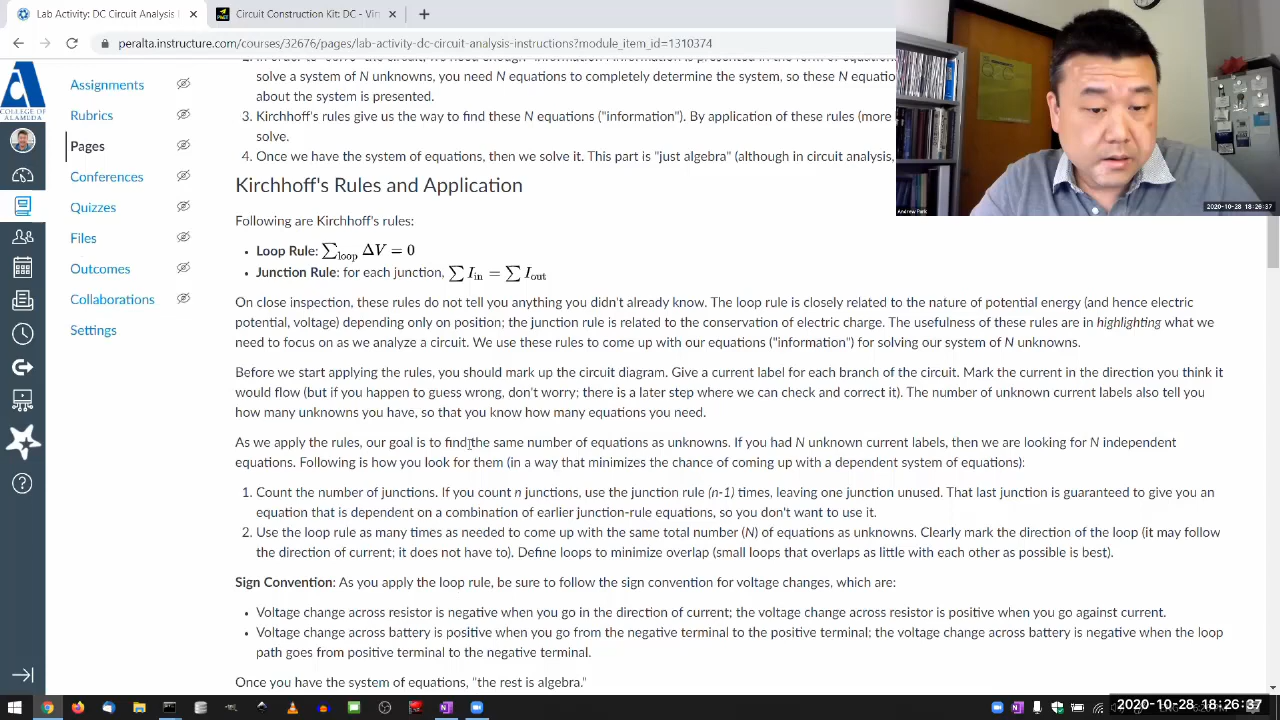 Lab Activity: DC Circuit Analysis
Circuit Construction Kit: DC - Vir
peralta.instructure.com/courses/32676/pages/lab-activity-dc-circuit-analysis-instructions?module_item_id=1310374
COLLEGE OF ALAMEDA
Assignments
Rubrics
Pages
Conferences
Quizzes
Files
Outcomes
Collaborations
Settings
solve a system of N unknowns, you need N equations to completely determine the system, so these N equation
about the system is presented.
3. Kirchhoff's rules give us the way to find these N equations ("information"). By application of these rules (more
solve.
4. Once we have the system of equations, then we solve it. This part is "just algebra" (although in circuit analysis,
Kirchhoff's Rules and Application
Following are Kirchhoff's rules:
• Loop Rule: ∑loop ΔV = 0
• Junction Rule: for each junction, ∑ Iin = ∑ Iout
On close inspection, these rules do not tell you anything you didn't already know. The loop rule is closely related to the nature of potential energy (and hence electric
potential, voltage) depending only on position; the junction rule is related to the conservation of electric charge. The usefulness of these rules are in highlighting what we
need to focus on as we analyze a circuit. We use these rules to come up with our equations ("information") for solving our system of N unknowns.
Before we start applying the rules, you should mark up the circuit diagram. Give a current label for each branch of the circuit. Mark the current in the direction you think it
would flow (but if you happen to guess wrong, don't worry; there is a later step where we can check and correct it). The number of unknown current labels also tell you
how many unknowns you have, so that you know how many equations you need.
As we apply the rules, our goal is to find the same number of equations as unknowns. If you had N unknown current labels, then we are looking for N independent
equations. Following is how you look for them (in a way that minimizes the chance of coming up with a dependent system of equations):
1. Count the number of junctions. If you count n junctions, use the junction rule (n-1) times, leaving one junction unused. That last junction is guaranteed to give you an
equation that is dependent on a combination of earlier junction-rule equations, so you don't want to use it.
2. Use the loop rule as many times as needed to come up with the same total number (N) of equations as unknowns. Clearly mark the direction of the loop (it may follow
the direction of current; it does not have to). Define loops to minimize overlap (small loops that overlaps as little with each other as possible is best).
Sign Convention: As you apply the loop rule, be sure to follow the sign convention for voltage changes, which are:
• Voltage change across resistor is negative when you go in the direction of current; the voltage change across resistor is positive when you go against current.
• Voltage change across battery is positive when you go from the negative terminal to the positive terminal; the voltage change across battery is negative when the loop
path goes from positive terminal to the negative terminal.
Once you have the system of equations, "the rest is algebra."
Andrew Park
2020-10-28 18:26:37
2020-10-28 18:26:37